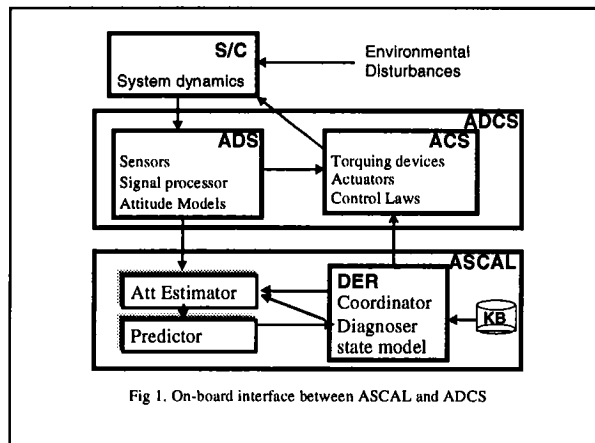 S/C
System dynamics
Environmental
Disturbances
ADCS
ADS
Sensors
Signal processor
Attitude Models
ACS
Torquing devices
Actuators
Control Laws
ASCAL
Att Estimator
Predictor
DER
Coordinator
Diagnoser
state model
KB
Fig 1. On-board interface between ASCAL and ADCS